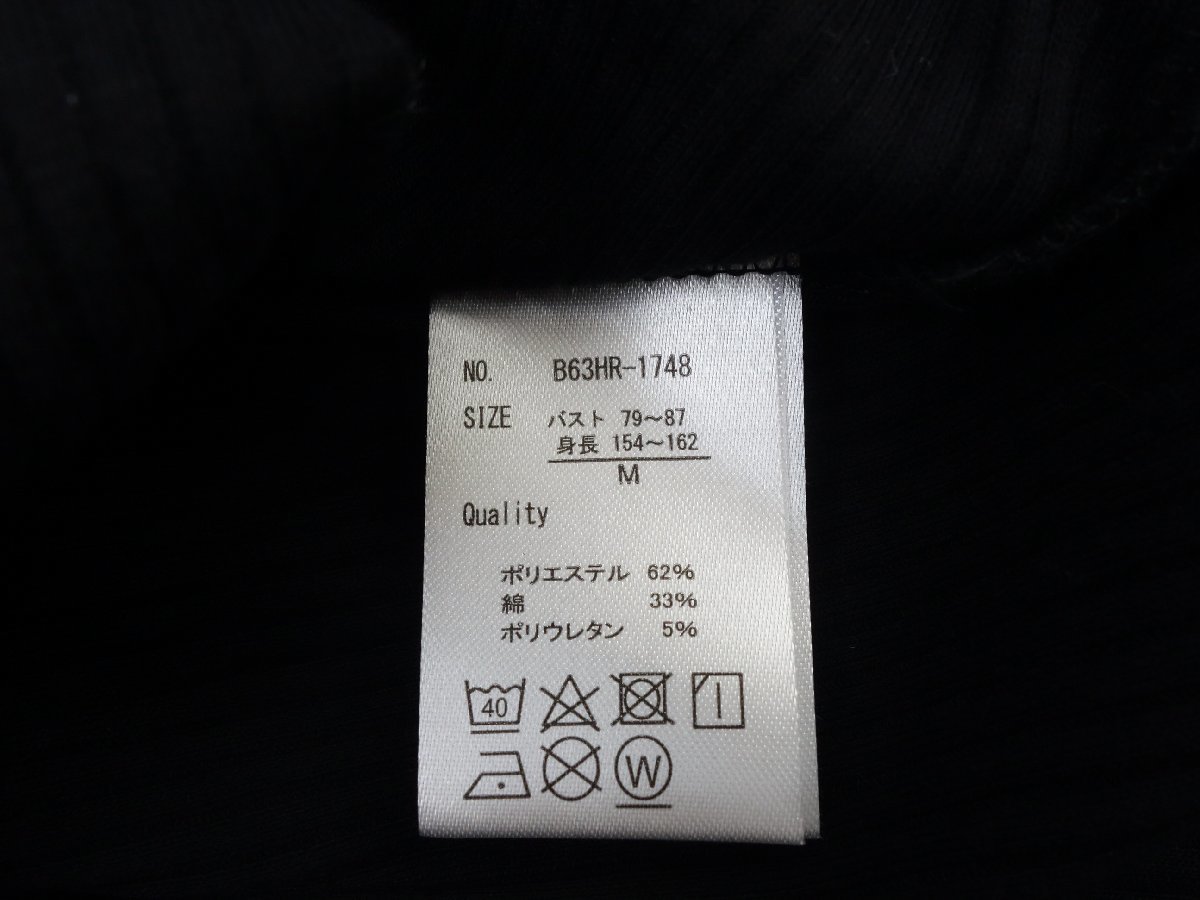 NO. B63HR-1748
SIZE バスト 79～87
身長 154～162
M
Quality
ポリエステル 62%
綿 33%
ポリウレタン 5%
40
W